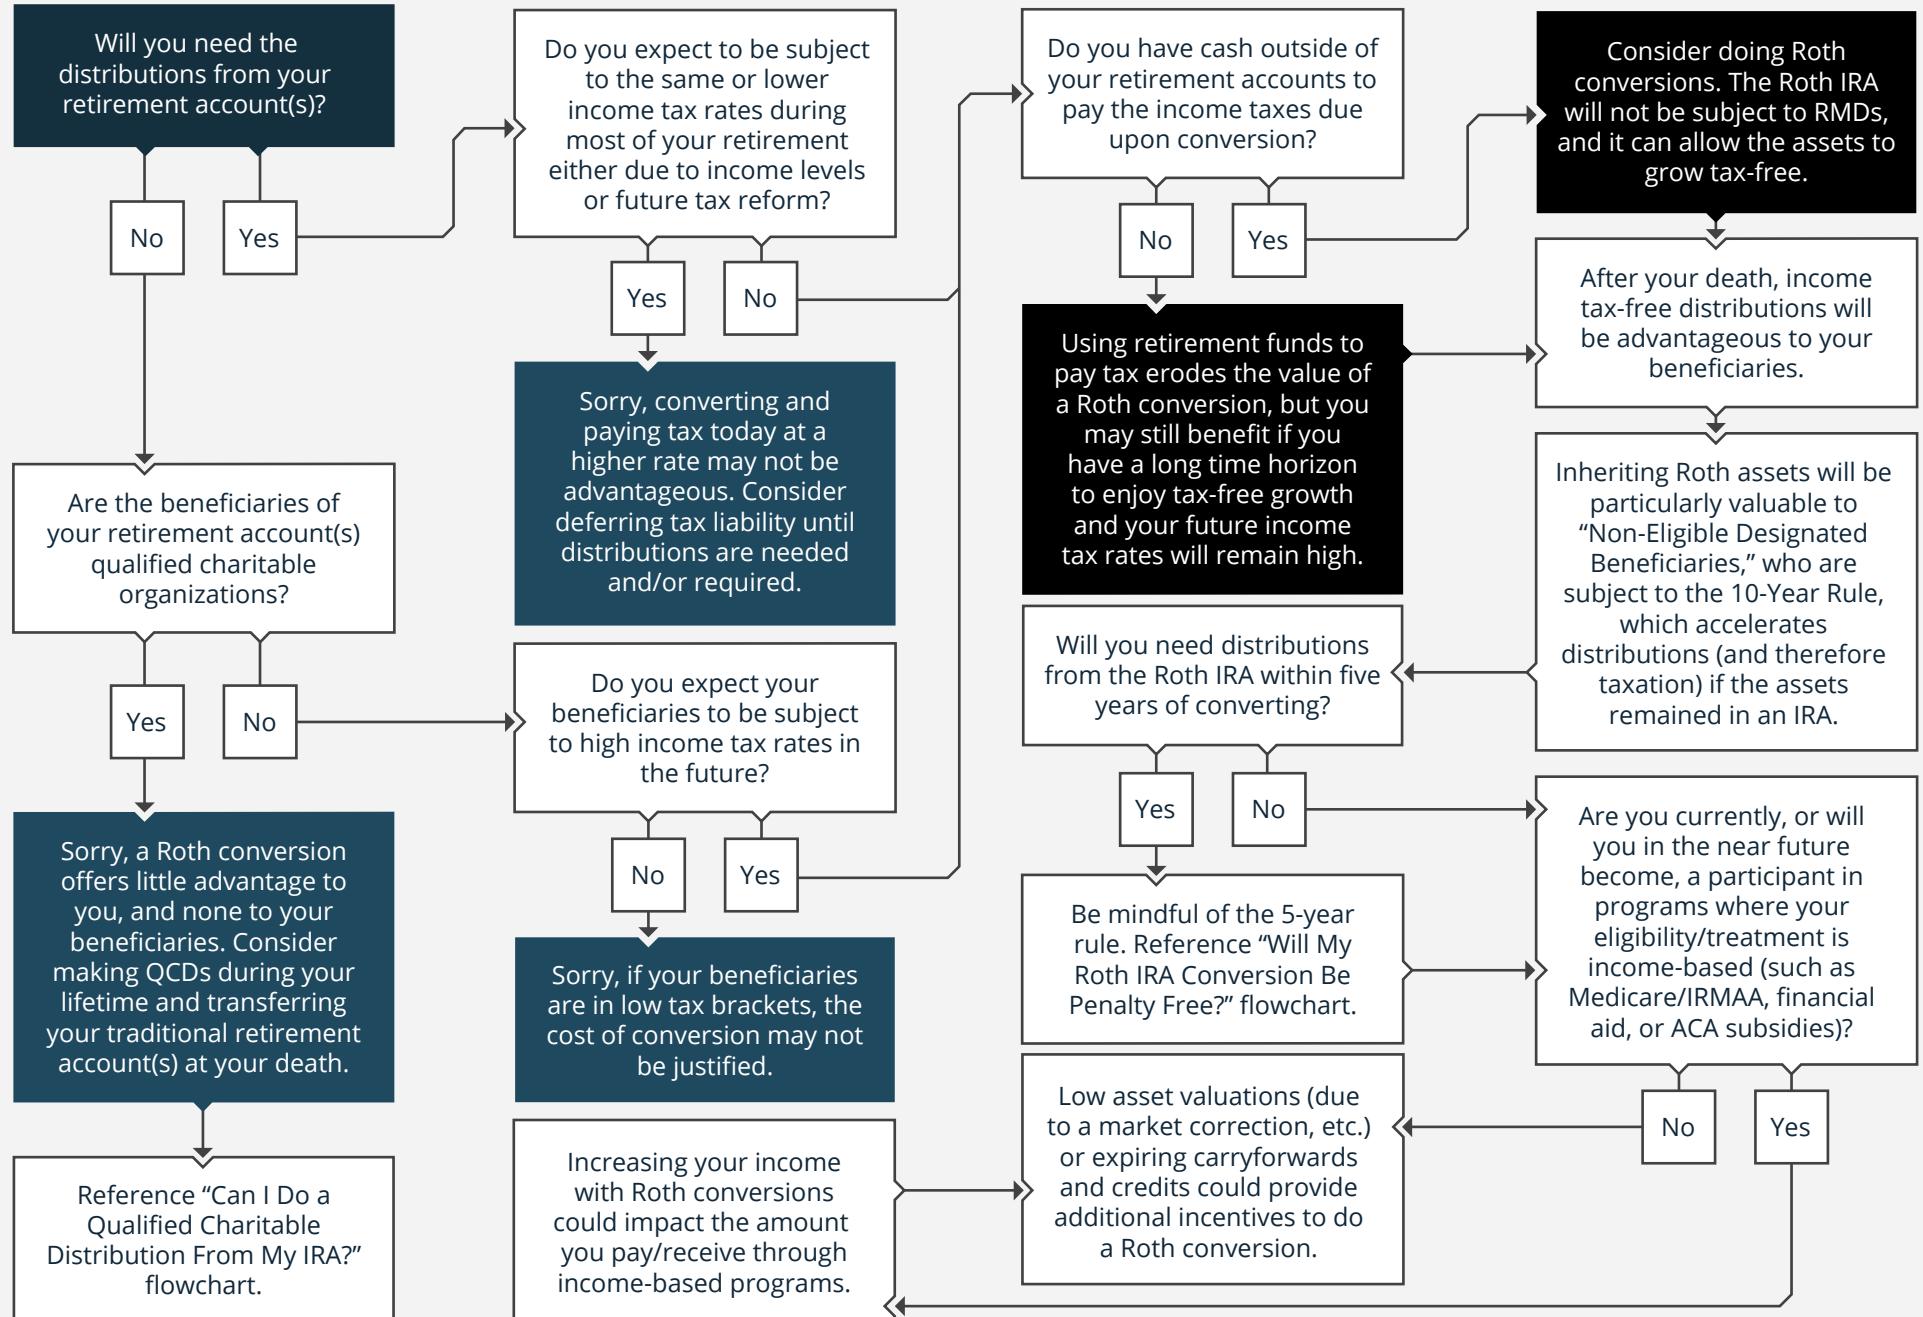 Will you need the
distributions from your
retirement account(s)?
No
Yes
Do you expect to be subject
to the same or lower
income tax rates during
most of your retirement
either due to income levels
or future tax reform?
Yes
No
Sorry, converting and
paying tax today at a
higher rate may not be
advantageous. Consider
deferring tax liability until
distributions are needed
and/or required.
Are the beneficiaries of
your retirement account(s)
qualified charitable
organizations?
Yes
No
Sorry, a Roth conversion
offers little advantage to
you, and none to your
beneficiaries. Consider
making QCDs during your
lifetime and transferring
your traditional retirement
account(s) at your death.
Reference “Can I Do a
Qualified Charitable
Distribution From My IRA?”
flowchart.
Do you expect your
beneficiaries to be subject
to high income tax rates in
the future?
No
Yes
Sorry, if your beneficiaries
are in low tax brackets, the
cost of conversion may not
be justified.
Do you have cash outside of
your retirement accounts to
pay the income taxes due
upon conversion?
No
Yes
Using retirement funds to
pay tax erodes the value of
a Roth conversion, but you
may still benefit if you
have a long time horizon
to enjoy tax-free growth
and your future income
tax rates will remain high.
Consider doing Roth
conversions. The Roth IRA
will not be subject to RMDs,
and it can allow the assets to
grow tax-free.
After your death, income
tax-free distributions will
be advantageous to your
beneficiaries.
Inheriting Roth assets will be
particularly valuable to
“Non-Eligible Designated
Beneficiaries,” who are
subject to the 10-Year Rule,
which accelerates
distributions (and therefore
taxation) if the assets
remained in an IRA.
Will you need distributions
from the Roth IRA within five
years of converting?
Yes
No
Be mindful of the 5-year
rule. Reference “Will My
Roth IRA Conversion Be
Penalty Free?” flowchart.
Are you currently, or will
you in the near future
become, a participant in
programs where your
eligibility/treatment is
income-based (such as
Medicare/IRMAA, financial
aid, or ACA subsidies)?
No
Yes
Low asset valuations (due
to a market correction, etc.)
or expiring carryforwards
and credits could provide
additional incentives to do
a Roth conversion.
Increasing your income
with Roth conversions
could impact the amount
you pay/receive through
income-based programs.